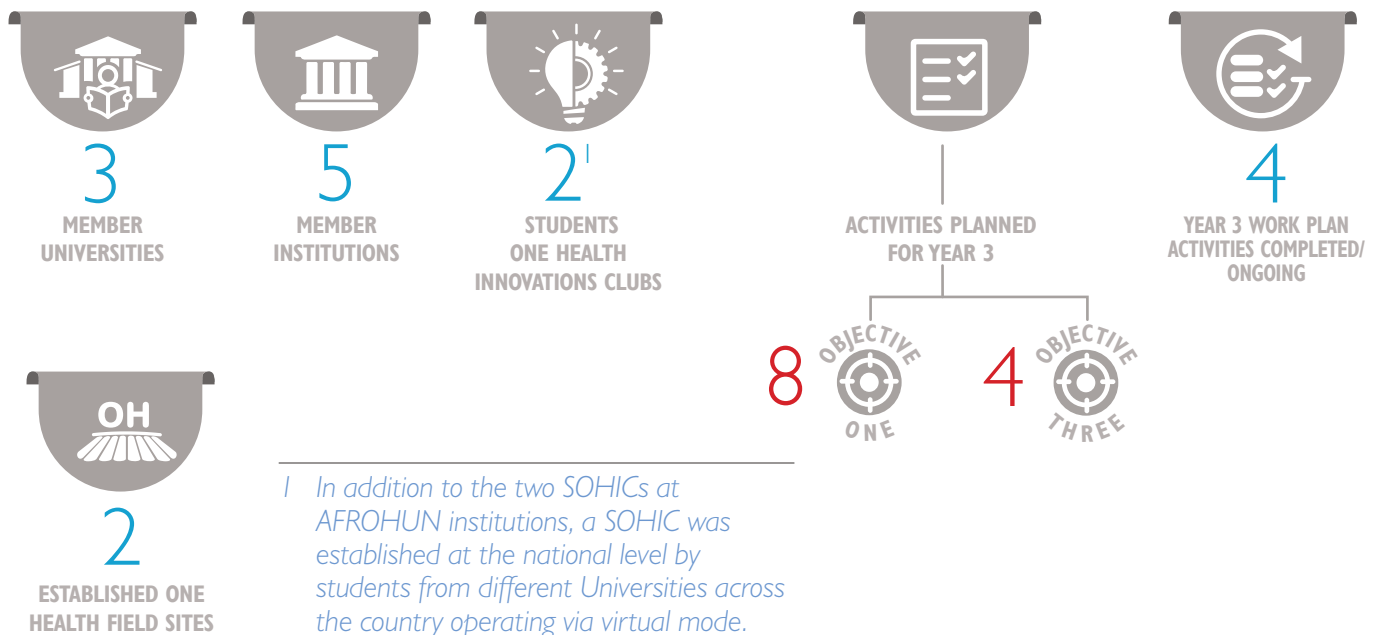 3
MEMBER
UNIVERSITIES
5
MEMBER
INSTITUTIONS
2¹
STUDENTS
ONE HEALTH
INNOVATIONS CLUBS
ACTIVITIES PLANNED
FOR YEAR 3
8
OBJECTIVE
ONE
4
OBJECTIVE
THREE
4
YEAR 3 WORK PLAN
ACTIVITIES COMPLETED/
ONGOING
OH
2
ESTABLISHED ONE
HEALTH FIELD SITES
1 In addition to the two SOHICs at
AFROHUN institutions, a SOHIC was
established at the national level by
students from different Universities across
the country operating via virtual mode.